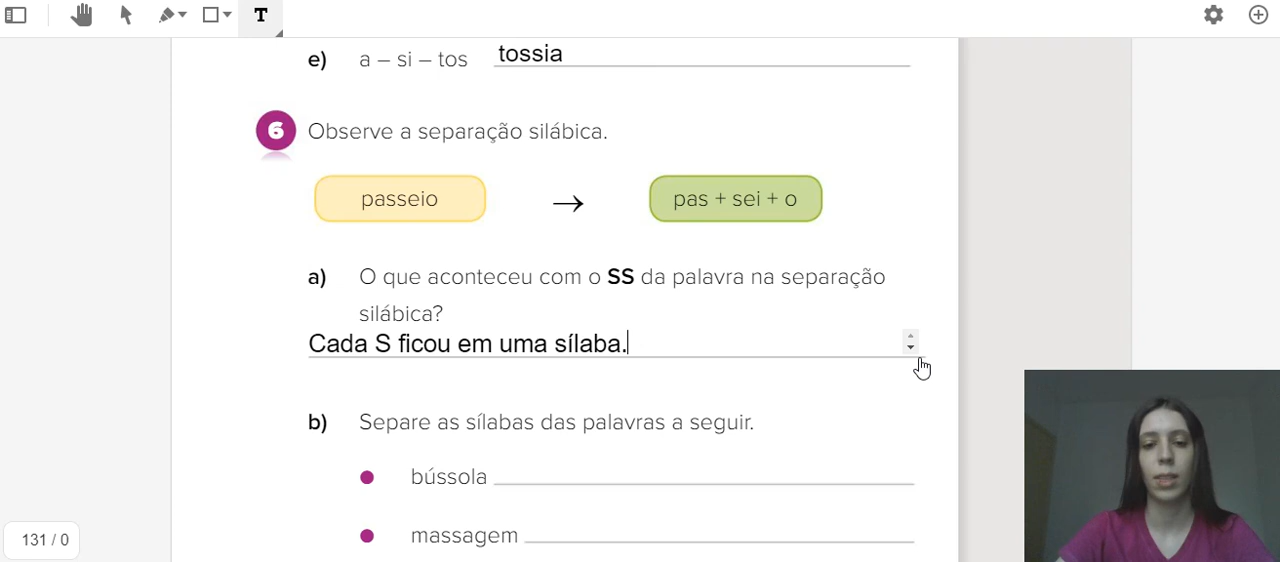 T
e) a – si – tos tossia
6 Observe a separação silábica.
passeio → pas + sei + o
a) O que aconteceu com o SS da palavra na separação
silábica?
Cada S ficou em uma sílaba.
b) Separe as sílabas das palavras a seguir.
bússola
massagem
131 / 0